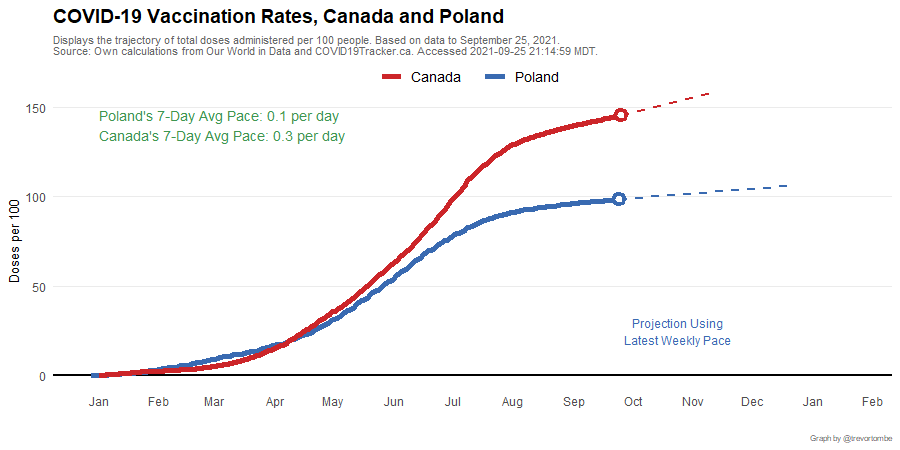 COVID-19 Vaccination Rates, Canada and Poland
Displays the trajectory of total doses administered per 100 people. Based on data to September 25, 2021.
Source: Own calculations from Our World in Data and COVID19Tracker.ca. Accessed 2021-09-25 21:14:59 MDT.
Canada Poland
Poland's 7-Day Avg Pace: 0.1 per day
Canada's 7-Day Avg Pace: 0.3 per day
150
100
50
0
Doses per 100
Projection Using
Latest Weekly Pace
Jan Feb Mar Apr May Jun Jul Aug Sep Oct Nov Dec Jan Feb
Graph by @trevortombe